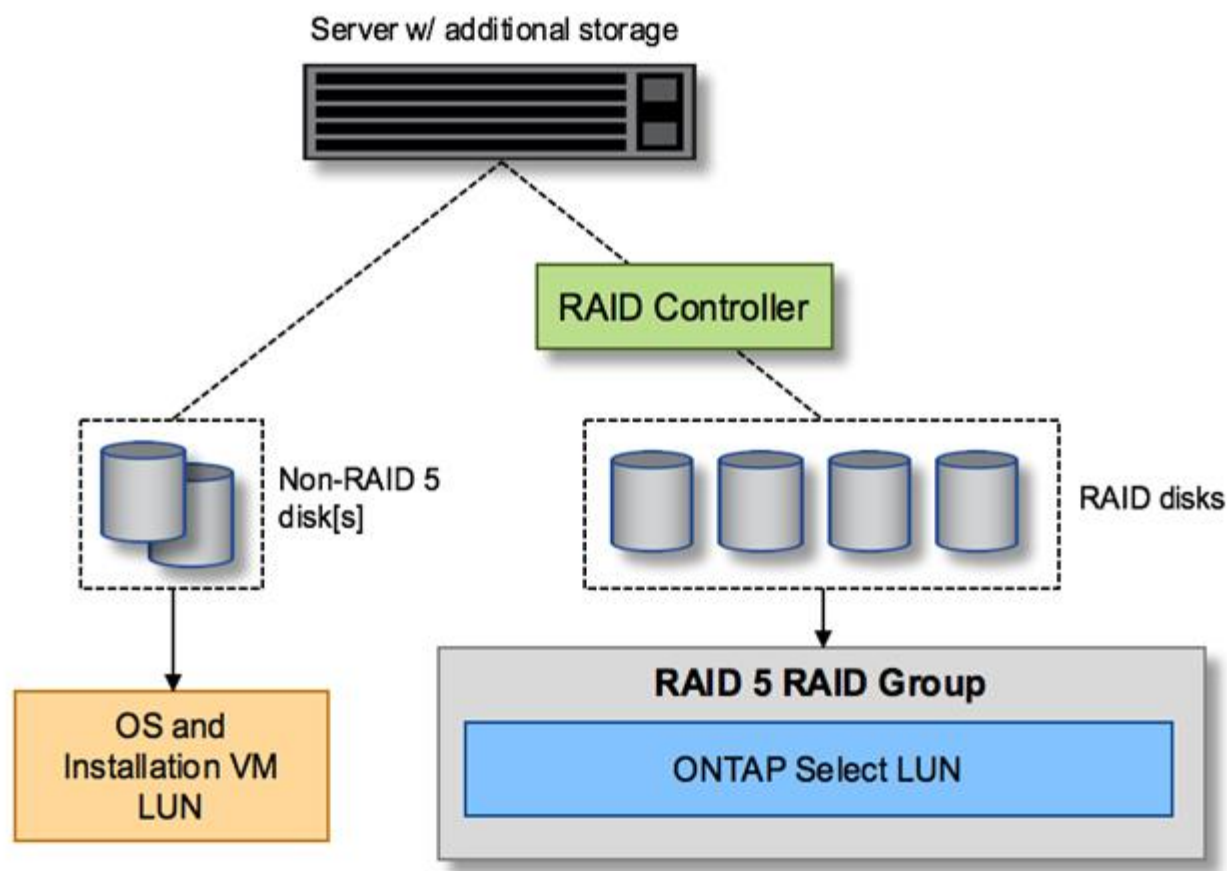 Server w/ additional storage
RAID Controller
Non-RAID 5
disk[s]
RAID disks
OS and
Installation VM
LUN
RAID 5 RAID Group
ONTAP Select LUN